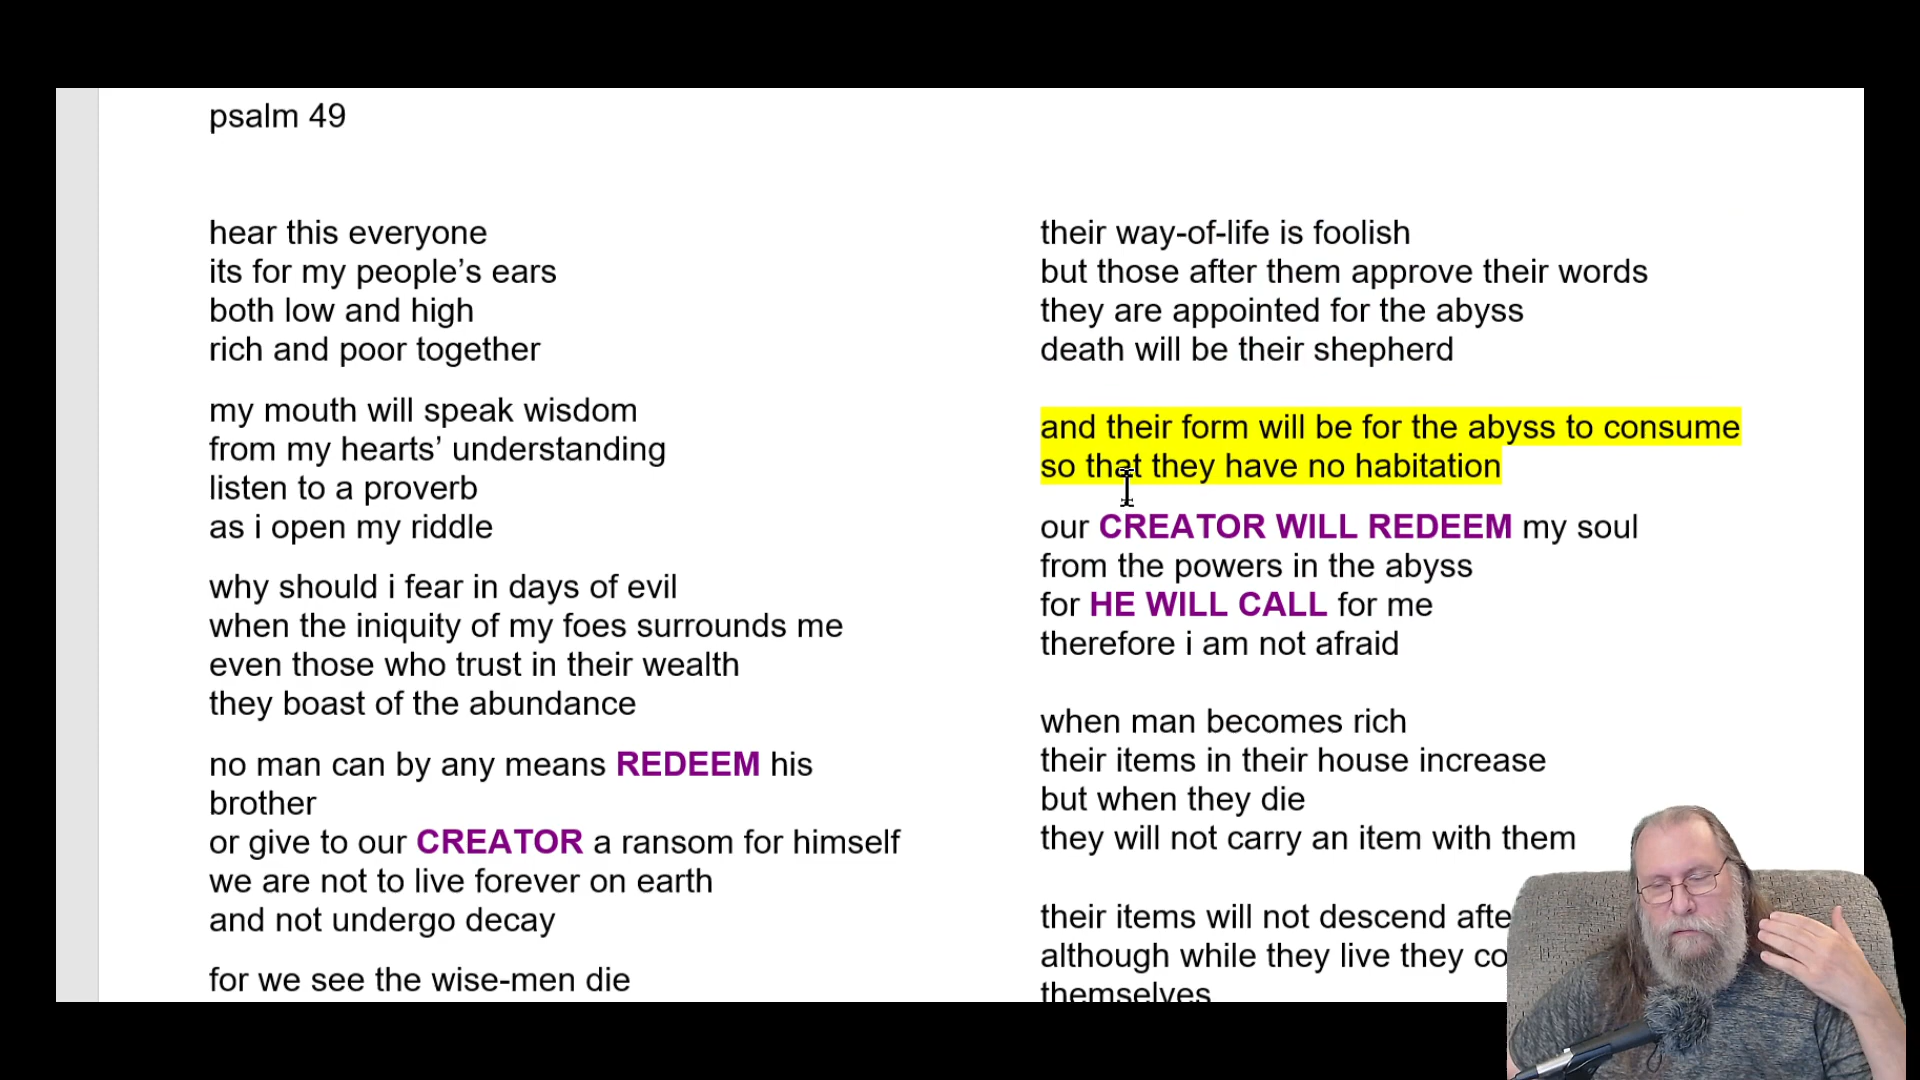 psalm 49
hear this everyone
its for my people’s ears
both low and high
rich and poor together
my mouth will speak wisdom
from my hearts’ understanding
listen to a proverb
as i open my riddle
why should i fear in days of evil
when the iniquity of my foes surrounds me
even those who trust in their wealth
they boast of the abundance
no man can by any means REDEEM his
brother
or give to our CREATOR a ransom for himself
we are not to live forever on earth
and not undergo decay
for we see the wise-men die
their way-of-life is foolish
but those after them approve their words
they are appointed for the abyss
death will be their shepherd
and their form will be for the abyss to consume
so that they have no habitation
our CREATOR WILL REDEEM my soul
from the powers in the abyss
for HE WILL CALL for me
therefore i am not afraid
when man becomes rich
their items in their house increase
but when they die
they will not carry an item with them
their items will not descend
although while they live they
themselves